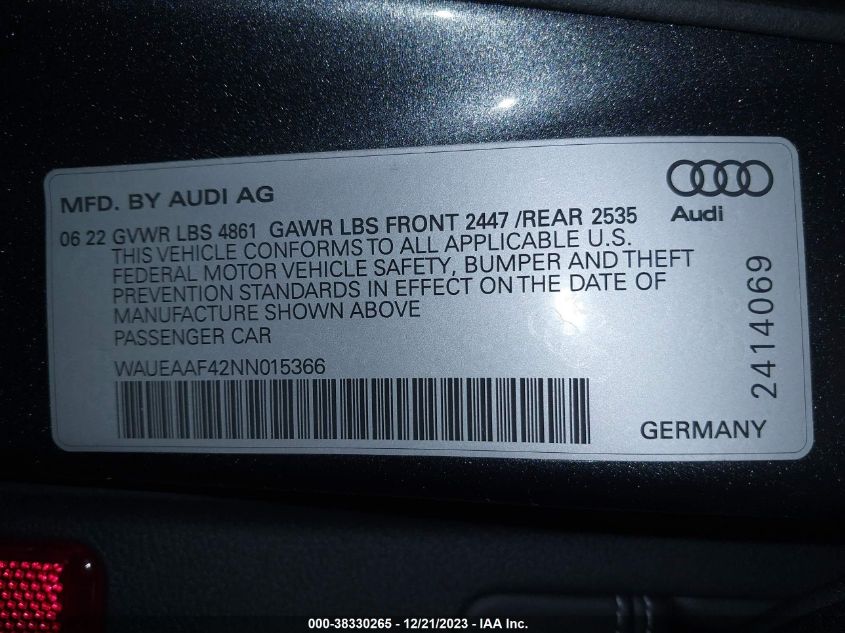 MFD. BY AUDI AG
06 22 GVWR LBS 4861 GAWR LBS FRONT 2447 /REAR 2535
THIS VEHICLE CONFORMS TO ALL APPLICABLE U.S.
FEDERAL MOTOR VEHICLE SAFETY, BUMPER AND THEFT
PREVENTION STANDARDS IN EFFECT ON THE DATE OF
MANUFACTURE SHOWN ABOVE
PASSENGER CAR
WAUEAAF42NN015366
Audi
2414069
GERMANY
000-38330265 - 12/21/2023 - IAA Inc.